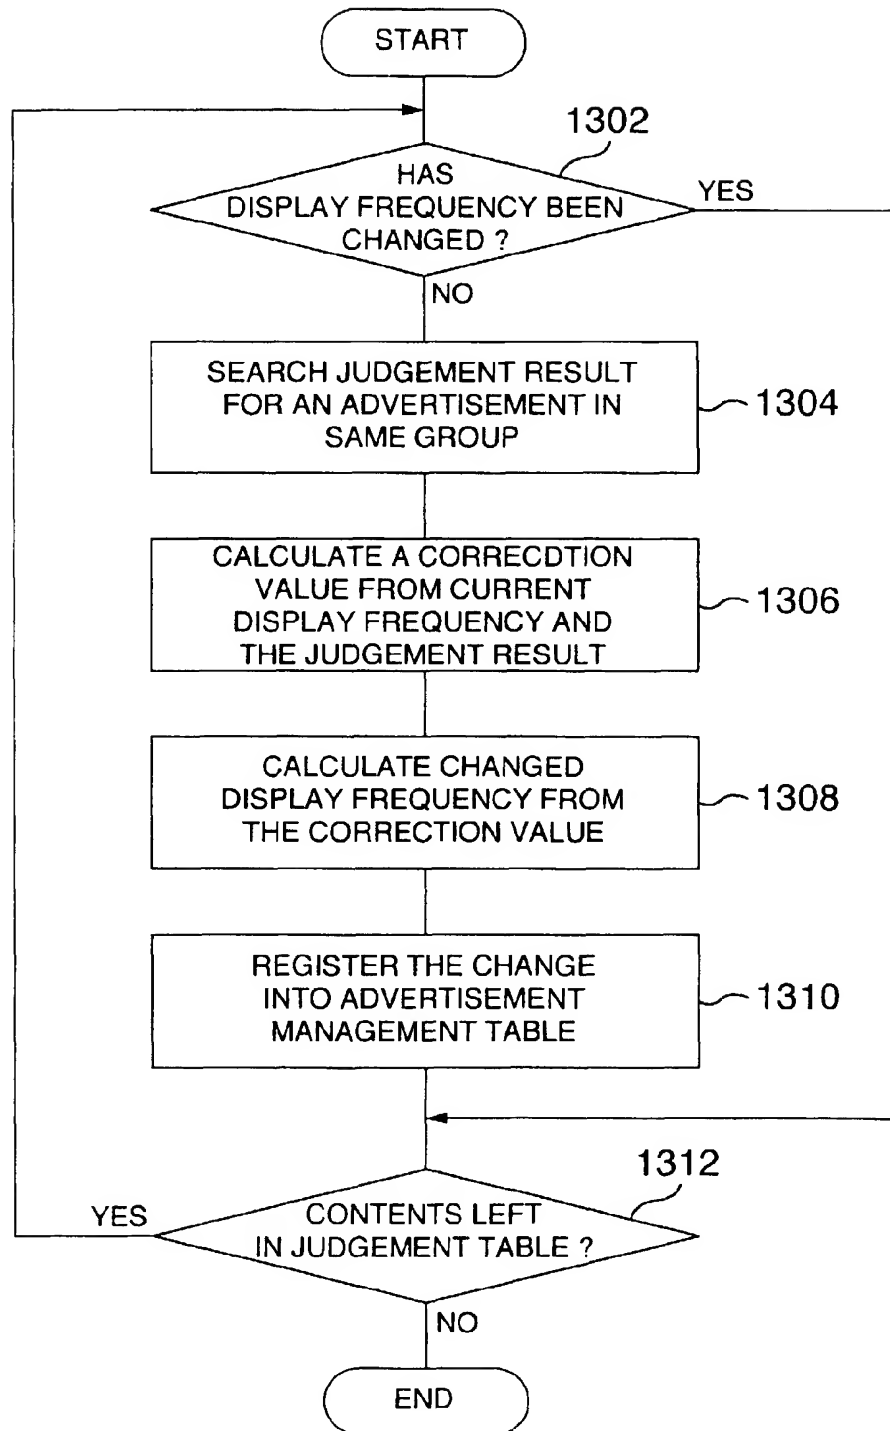 START
1302
HAS
DISPLAY FREQUENCY BEEN
CHANGED ?
YES
NO
SEARCH JUDGEMENT RESULT
FOR AN ADVERTISEMENT IN
SAME GROUP
1304
CALCULATE A CORRECDTION
VALUE FROM CURRENT
DISPLAY FREQUENCY AND
THE JUDGEMENT RESULT
1306
CALCULATE CHANGED
DISPLAY FREQUENCY FROM
THE CORRECTION VALUE
1308
REGISTER THE CHANGE
INTO ADVERTISEMENT
MANAGEMENT TABLE
1310
1312
YES
CONTENTS LEFT
IN JUDGEMENT TABLE ?
NO
END